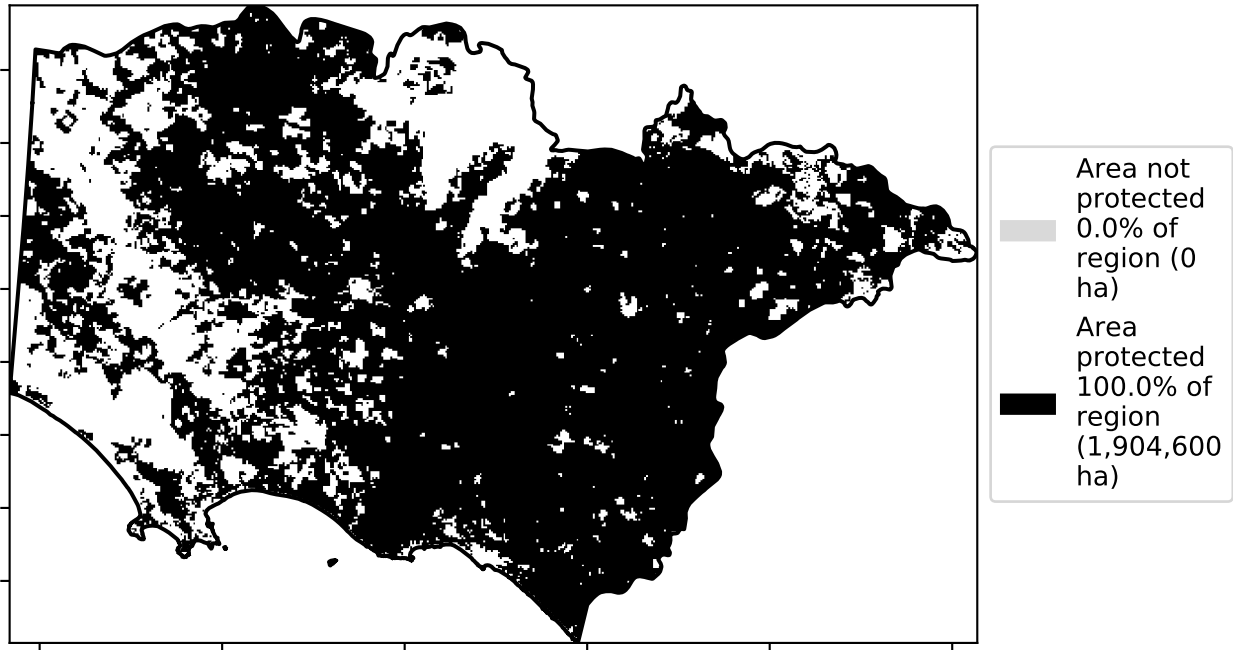 Area not
protected
0.0% of
region (0
ha)
Area
protected
100.0% of
region
(1,904,600
ha)